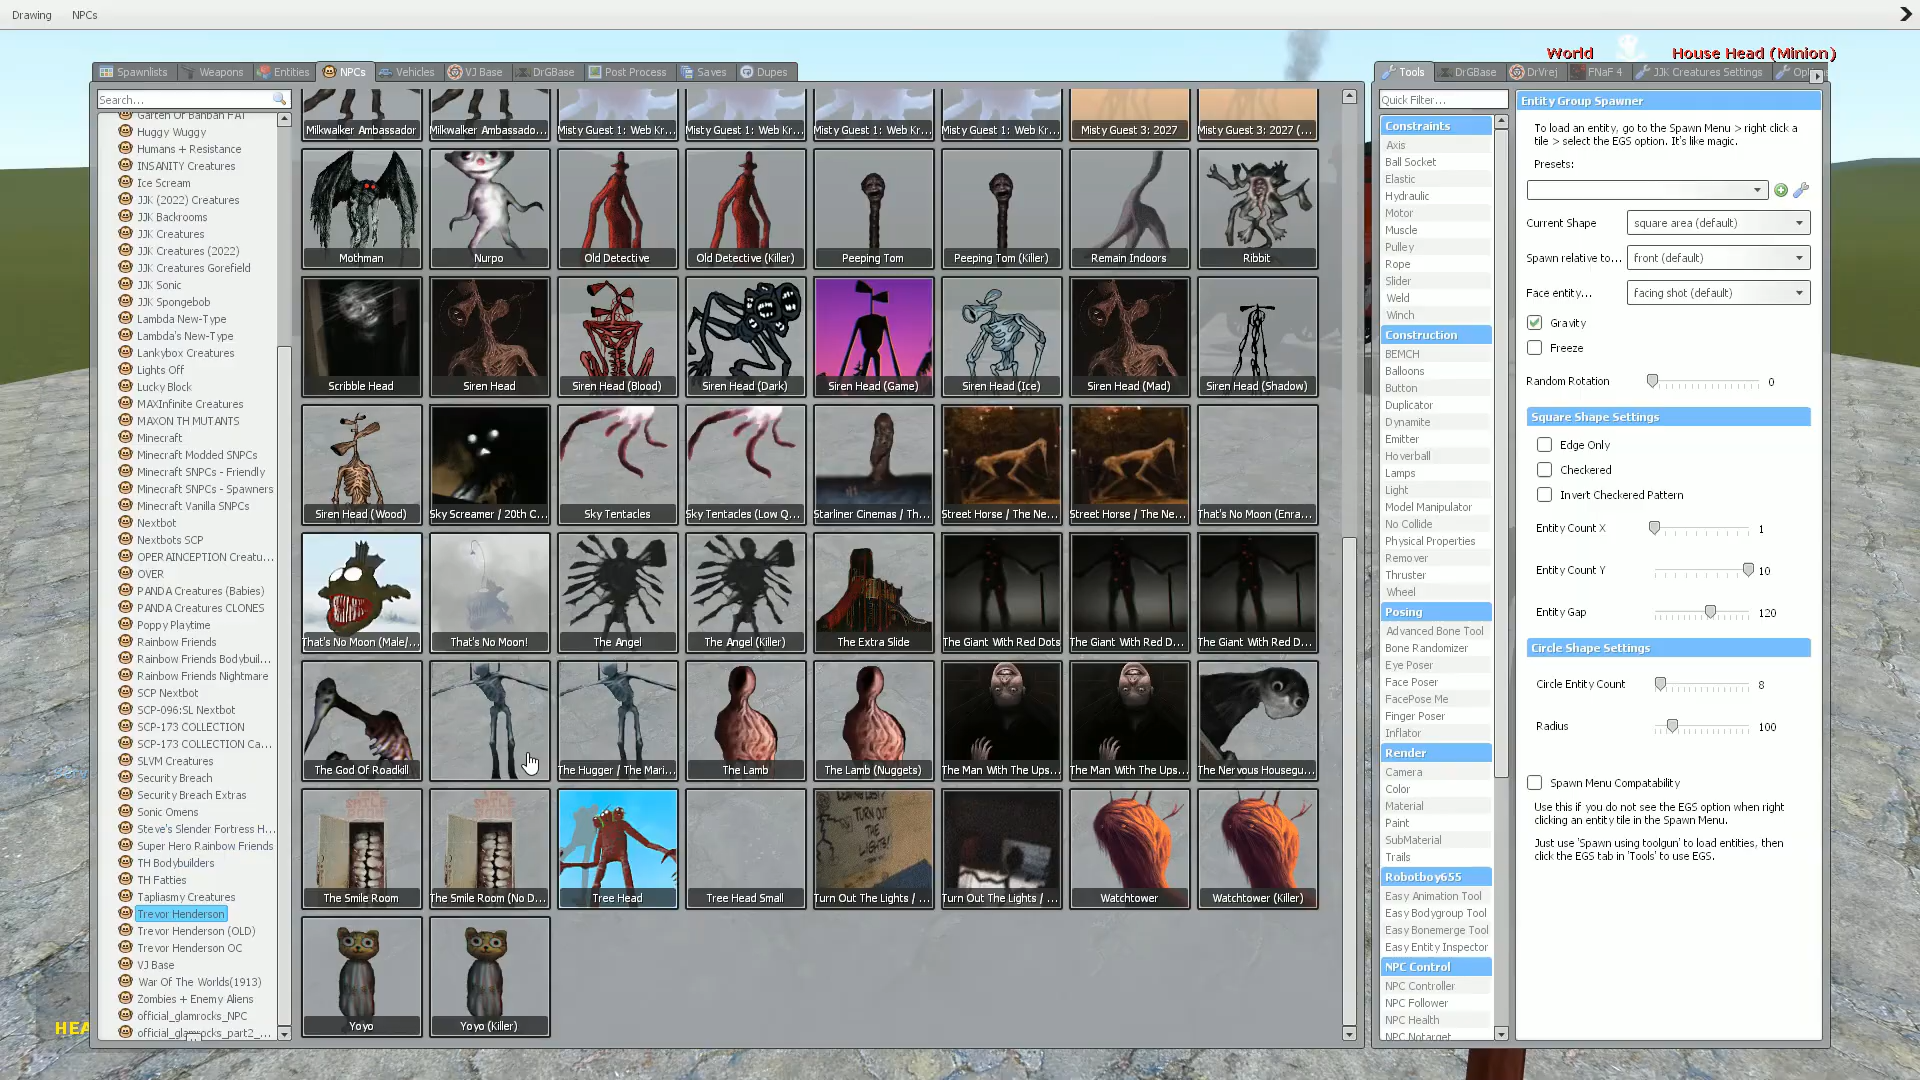 Drawing NPCs
World House Head (Minion)
Spawnlists Weapons Entities NPCs Vehicles VJ Base DrGBase Post Process Saves Dupes
Tools DrGBase DrVrej FNaF 4 JJK Creatures Settings
Search...
Garten Of Banban FAT
Huggy Wuggy
Humans + Resistance
INSANITY Creatures
Ice Scream
JJK (2022) Creatures
JJK Backrooms
JJK Creatures
JJK Creatures (2022)
JJK Creatures Gorefield
JJK Sonic
JJK Spongebob
Lambda New-Type
Lambda's New-Type
Lankybox Creatures
Lights Off
Lucky Block
MAXInfinite Creatures
MAXON TH MUTANTS
Minecraft
Minecraft Modded SNPCs
Minecraft SNPCs - Friendly
Minecraft SNPCs - Spawners
Minecraft Vanilla SNPCs
Nextbot
Nextbots SCP
OPERAINCEPTION Creatu...
OVER
PANDA Creatures (Babies)
PANDA Creatures CLONES
Poppy Playtime
Rainbow Friends
Rainbow Friends Bodybuil...
Rainbow Friends Nightmare
SCP Nextbot
SCP-096:SL Nextbot
SCP-173 COLLECTION
SCP-173 COLLECTION Ca...
SLVM Creatures
Security Breach
Security Breach Extras
Sonic Omens
Steve's Slender Fortress H...
Super Hero Rainbow Friends
TH Bodybuilders
TH Fatties
Tapliasmy Creatures
Trevor Henderson
Trevor Henderson (OLD)
Trevor Henderson OC
VJ Base
War Of The Worlds(1913)
Zombies + Enemy Aliens
official_glamrocks_NPC
official_glamrocks_part2_...
HEA
Milkwalker Ambassador Milkwalker Ambassado... Misty Guest 1: Web Kr... Misty Guest 1: Web Kr... Misty Guest 1: Web Kr... Misty Guest 1: Web Kr... Misty Guest 3: 2027 Misty Guest 3: 2027 (...
Mothman Nurpo Old Detective Old Detective (Killer) Peeping Tom Peeping Tom (Killer) Remain Indoors Ribbit
Scribble Head Siren Head Siren Head (Blood) Siren Head (Dark) Siren Head (Game) Siren Head (Ice) Siren Head (Mad) Siren Head (Shadow)
Siren Head (Wood) Sky Screamer / 20th C... Sky Tentacles Sky Tentacles (Low Q... Starliner Cinemas / Th... Street Horse / The Ne... Street Horse / The Ne... That's No Moon (Enra...
That's No Moon (Male/... That's No Moon! The Angel The Angel (Killer) The Extra Slide The Giant With Red Dots The Giant With Red D... The Giant With Red D...
The God Of Roadkill The Hugger / The Mari... The Lamb The Lamb (Nuggets) The Man With The Ups... The Man With The Ups... The Nervous Housegu...
TURN OUT THE LIGHTS!
The Smile Room The Smile Room (No D... Tree Head Tree Head Small Turn Out The Lights / ... Turn Out The Lights / ... Watchtower Watchtower (Killer)
Yoyo Yoyo (Killer)
Quick Filter...
Constraints
Axis
Ball Socket
Elastic
Hydraulic
Motor
Muscle
Pulley
Rope
Slider
Weld
Winch
Construction
BEMCH
Balloons
Button
Duplicator
Dynamite
Emitter
Hoverball
Lamps
Light
Model Manipulator
No Collide
Physical Properties
Remover
Thruster
Wheel
Posing
Advanced Bone Tool
Bone Randomizer
Eye Poser
Face Poser
FacePose Me
Finger Poser
Inflator
Render
Camera
Color
Material
Paint
SubMaterial
Trails
Robotboy655
Easy Animation Tool
Easy Bodygroup Tool
Easy Bonemerge Tool
Easy Entity Inspector
NPC Control
NPC Controller
NPC Follower
NPC Health
NPC Notarget
Entity Group Spawner
To load an entity, go to the Spawn Menu > right click a
tile > select the EGS option. It's like magic.
Presets:
Current Shape square area (default)
Spawn relative to... front (default)
Face entity... facing shot (default)
Gravity
Freeze
Random Rotation 0
Square Shape Settings
Edge Only
Checkered
Invert Checkered Pattern
Entity Count X 1
Entity Count Y 10
Entity Gap 120
Circle Shape Settings
Circle Entity Count 8
Radius 100
Spawn Menu Compatability
Use this if you do not see the EGS option when right
clicking an entity tile in the Spawn Menu.
Just use 'Spawn using toolgun' to load entities, then
click the EGS tab in 'Tools' to use EGS.